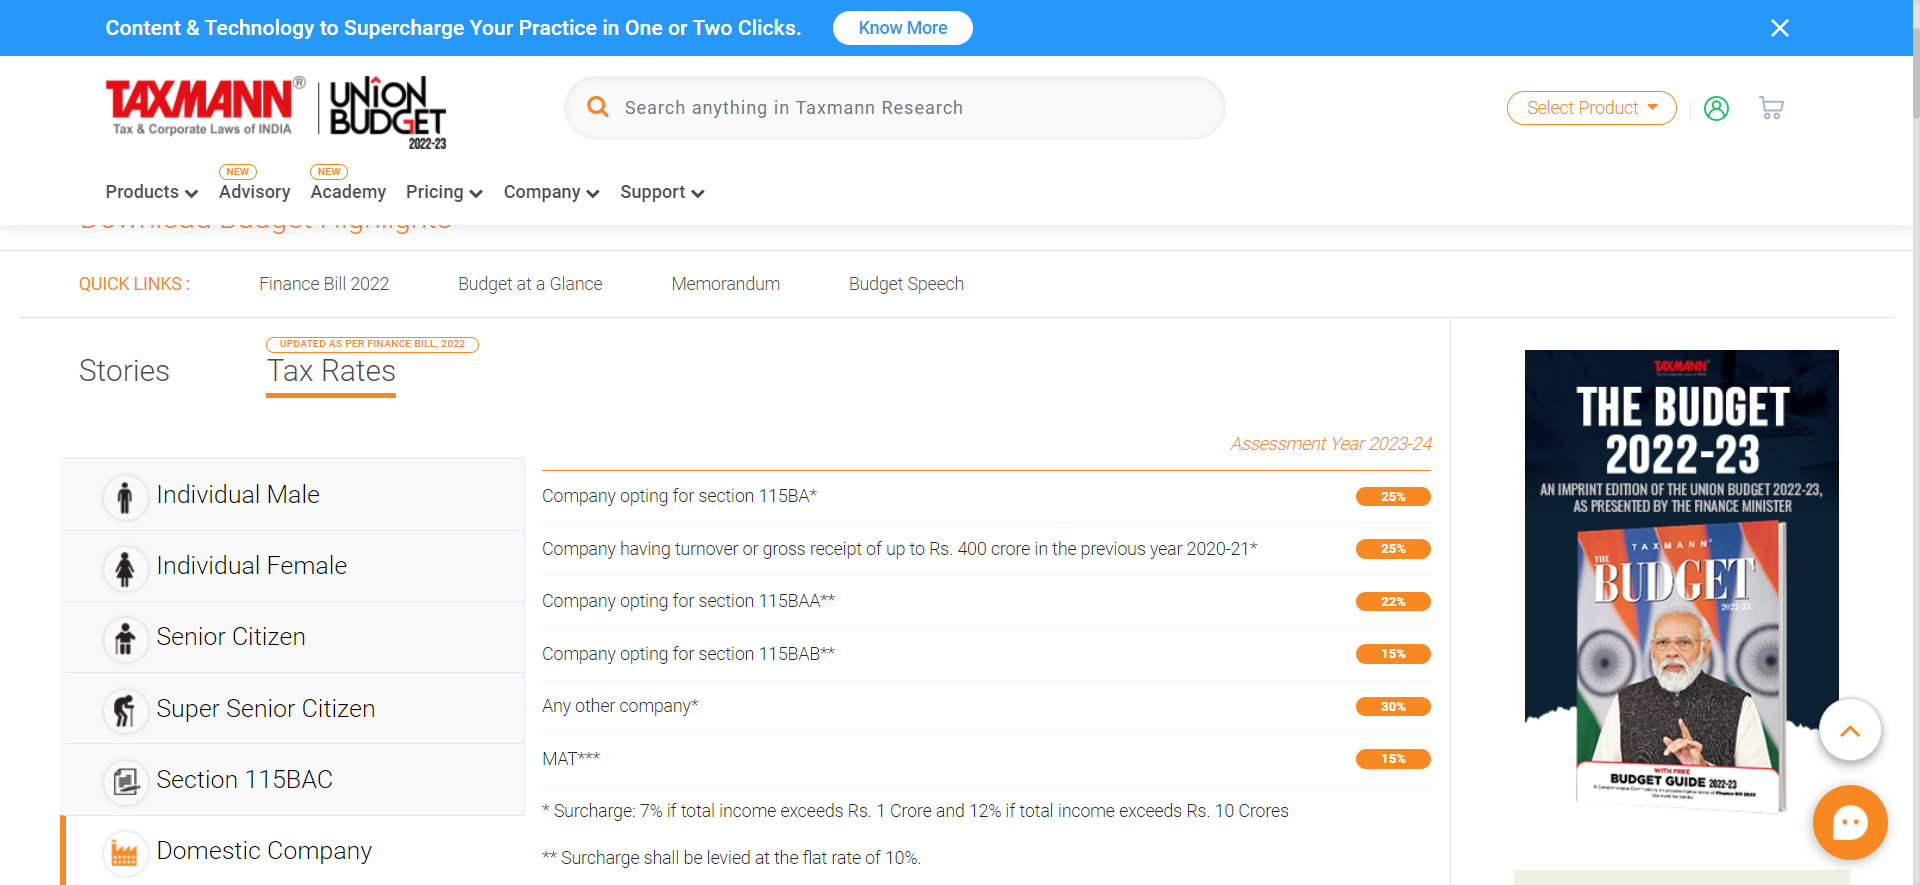 Content & Technology to Supercharge Your Practice in One or Two Clicks.
Know More
TAXMANN®
Tax & Corporate Laws of INDIA
UNION
BUDGET
2022-23
Search anything in Taxmann Research
Select Product
NEW
NEW
Products
Advisory
Academy
Pricing
Company
Support
Download Budget Highlights
QUICK LINKS :
Finance Bill 2022
Budget at a Glance
Memorandum
Budget Speech
UPDATED AS PER FINANCE BILL, 2022
Stories
Tax Rates
Assessment Year 2023-24
Individual Male
Individual Female
Senior Citizen
Super Senior Citizen
Section 115BAC
Domestic Company
Company opting for section 115BA*
25%
Company having turnover or gross receipt of up to Rs. 400 crore in the previous year 2020-21*
25%
Company opting for section 115BAA**
22%
Company opting for section 115BAB**
15%
Any other company*
30%
MAT***
15%
* Surcharge: 7% if total income exceeds Rs. 1 Crore and 12% if total income exceeds Rs. 10 Crores
** Surcharge shall be levied at the flat rate of 10%.
TAXMANN®
Tax & Corporate Laws of INDIA
THE BUDGET
2022-23
AN IMPRINT EDITION OF THE UNION BUDGET 2022-23,
AS PRESENTED BY THE FINANCE MINISTER
TAXMANN®
THE
BUDGET
2022-23
WITH FREE
BUDGET GUIDE 2022-23